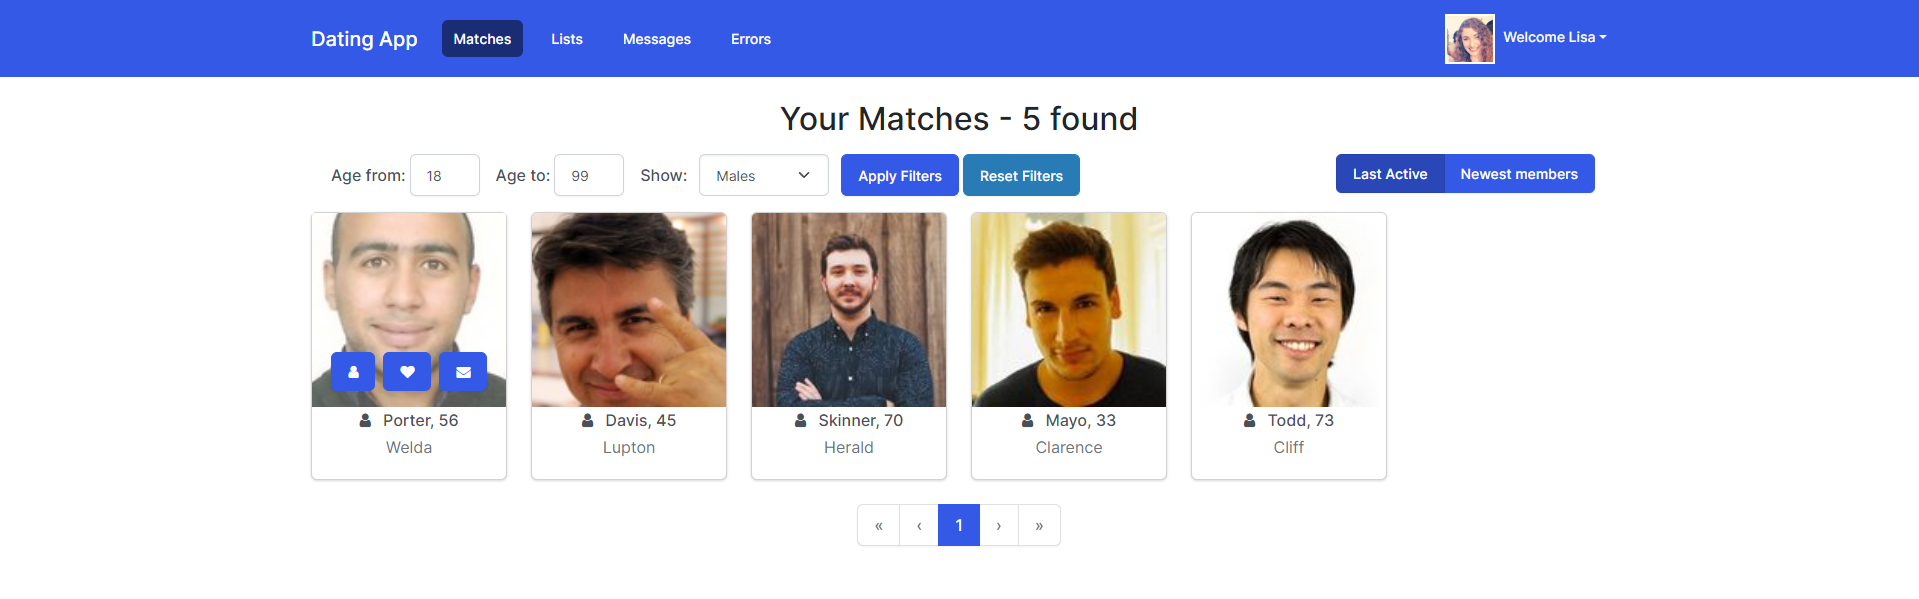 Dating App Matches Lists Messages Errors Welcome Lisa
Your Matches - 5 found
Age from: 18 Age to: 99 Show: Males Apply Filters Reset Filters Last Active Newest members
Porter, 56
Welda
Davis, 45
Lupton
Skinner, 70
Herald
Mayo, 33
Clarence
Todd, 73
Cliff
« ‹ 1 › »